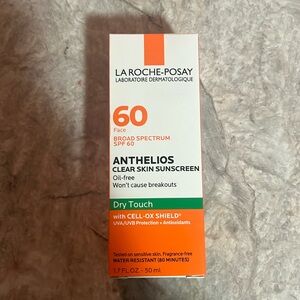 LA ROCHE-POSAY
LABORATOIRE DERMATOLOGIQUE
60
Face
BROAD SPECTRUM
SPF 60
ANTHELIOS
CLEAR SKIN SUNSCREEN
Oil-free
Won't cause breakouts
Dry Touch
with CELL-OX SHIELD®
UVA/UVB Protection + Antioxidants
Tested on sensitive skin. Fragrance-free
WATER RESISTANT (80 MINUTES)
1.7 FL.OZ. - 50 ml